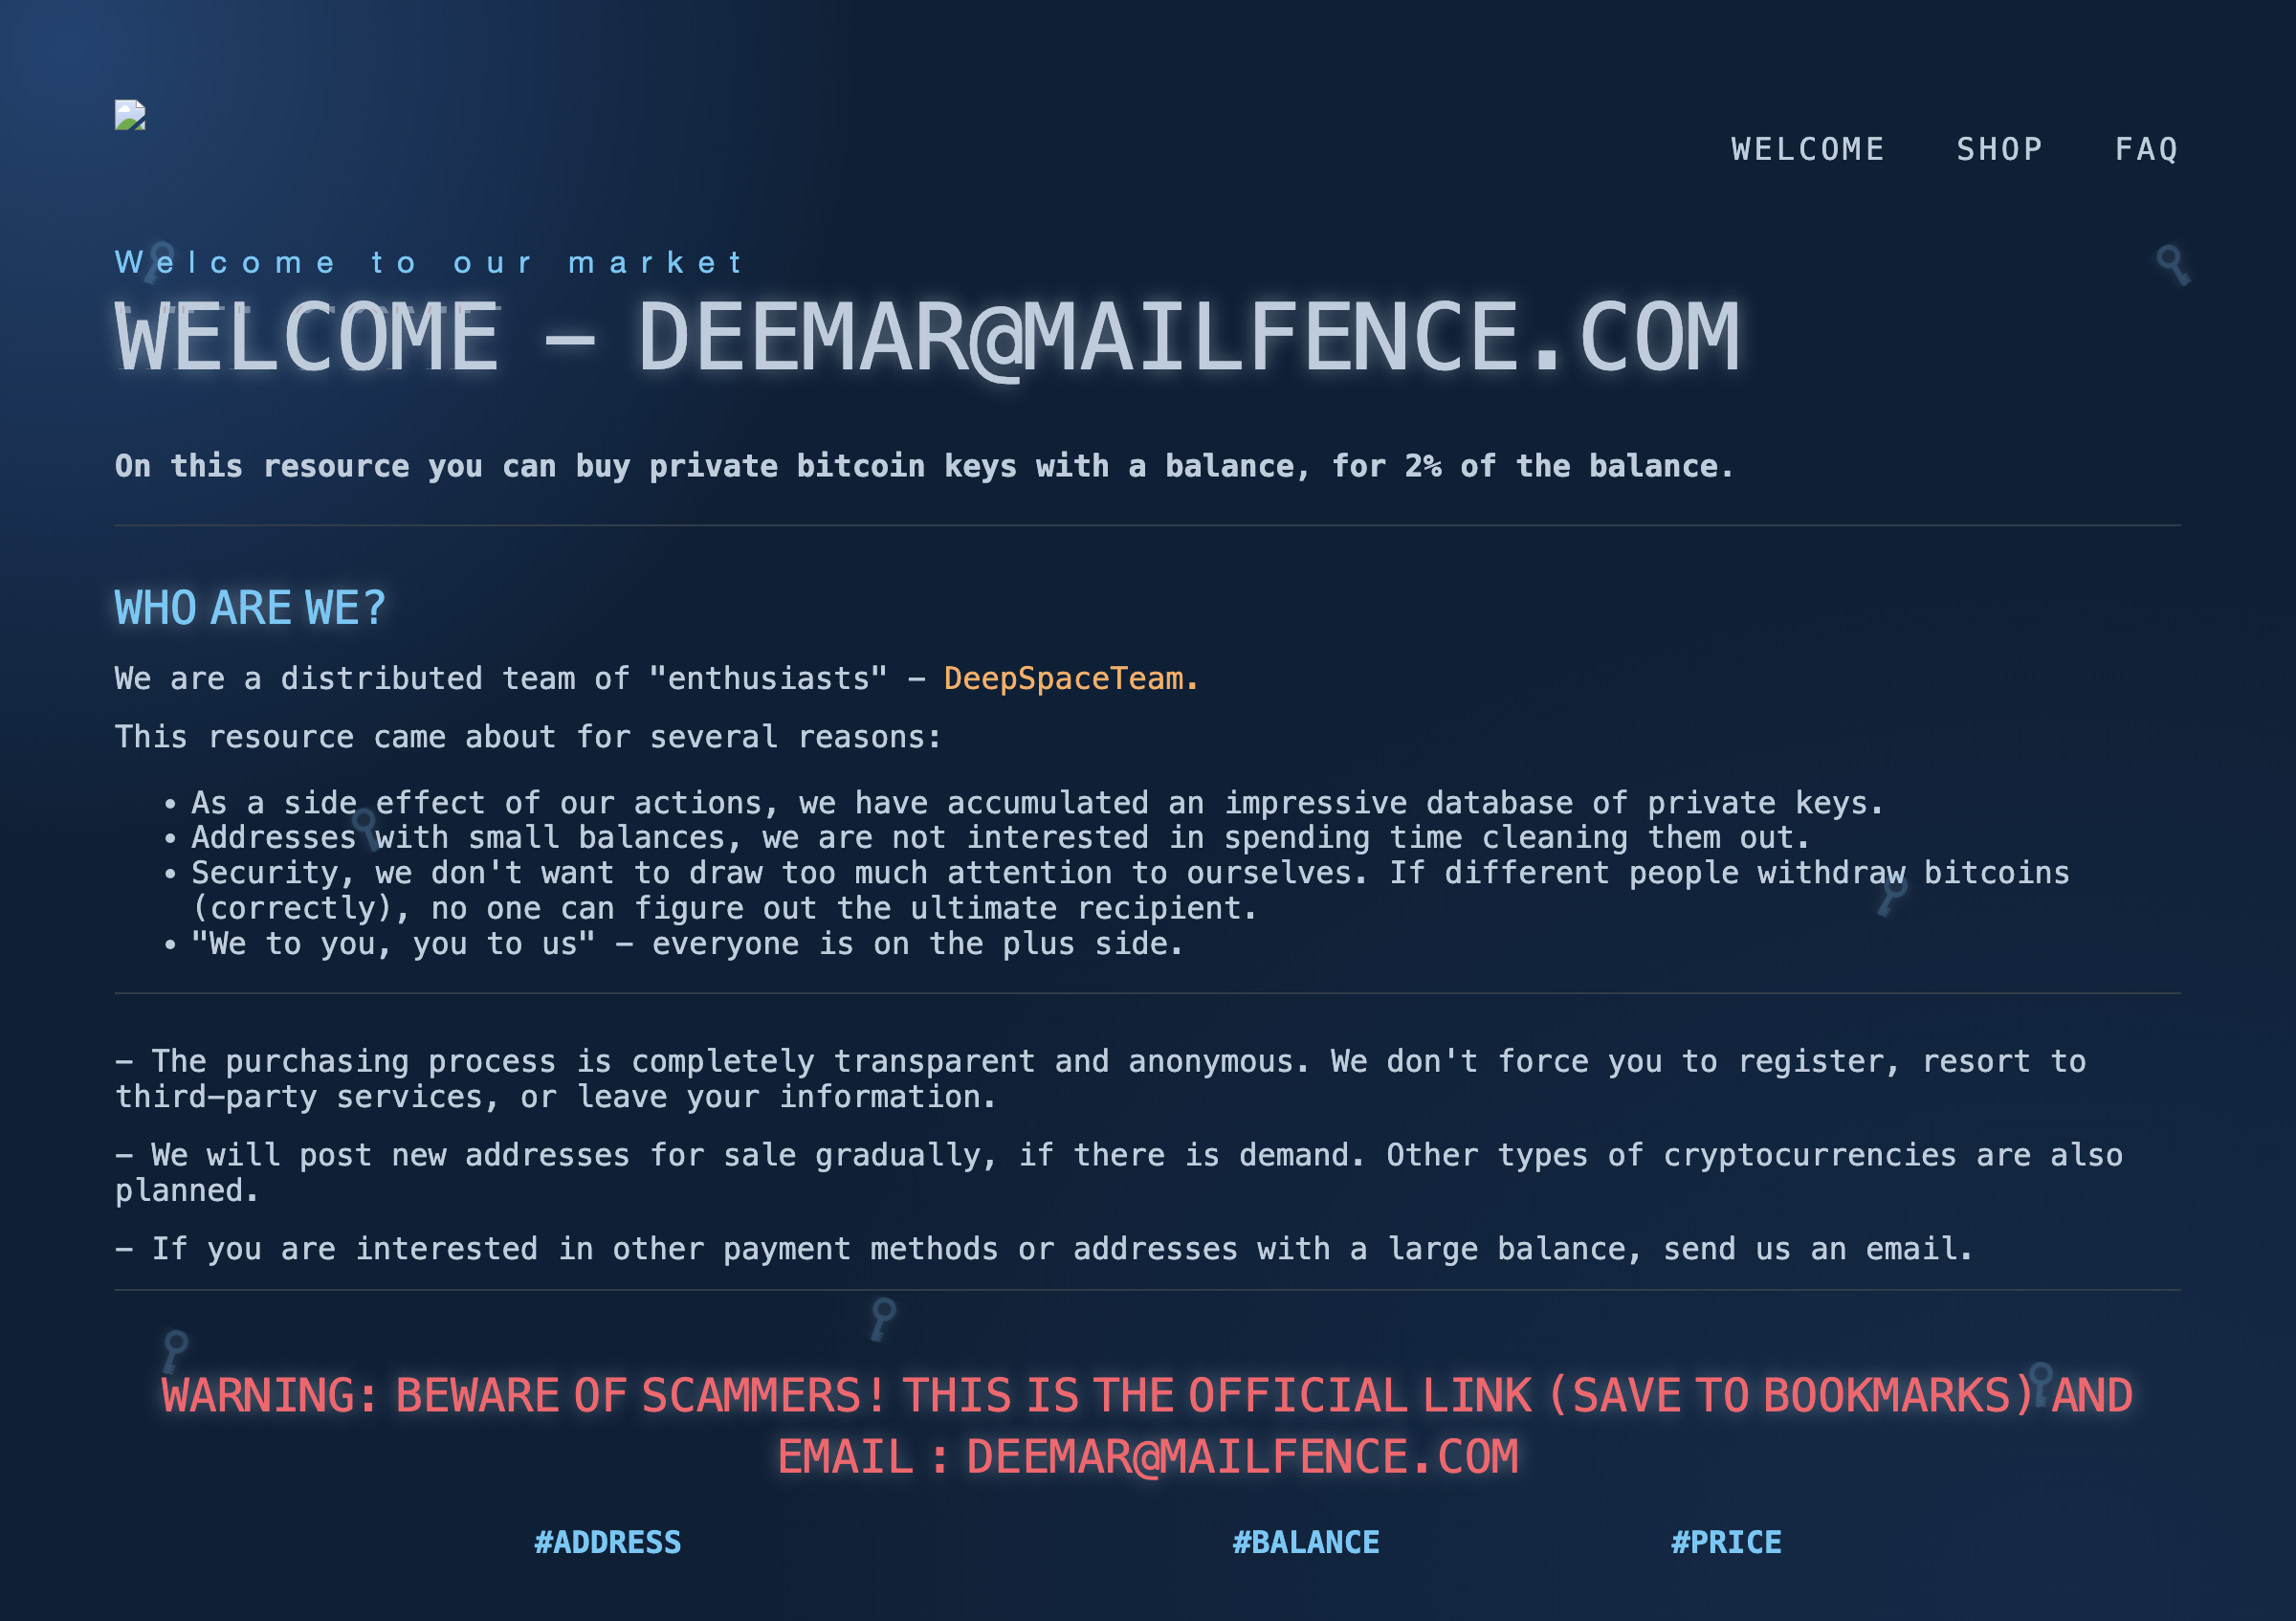 WELCOME SHOP FAQ
Welcome to our market
WELCOME – DEEMAR@MAILFENCE.COM
On this resource you can buy private bitcoin keys with a balance, for 2% of the balance.
WHO ARE WE?
We are a distributed team of "enthusiasts" – DeepSpaceTeam.
This resource came about for several reasons:
• As a side effect of our actions, we have accumulated an impressive database of private keys.
• Addresses with small balances, we are not interested in spending time cleaning them out.
• Security, we don't want to draw too much attention to ourselves. If different people withdraw bitcoins
(correctly), no one can figure out the ultimate recipient.
• "We to you, you to us" – everyone is on the plus side.
– The purchasing process is completely transparent and anonymous. We don't force you to register, resort to
third–party services, or leave your information.
– We will post new addresses for sale gradually, if there is demand. Other types of cryptocurrencies are also
planned.
– If you are interested in other payment methods or addresses with a large balance, send us an email.
WARNING: BEWARE OF SCAMMERS! THIS IS THE OFFICIAL LINK (SAVE TO BOOKMARKS) AND
EMAIL : DEEMAR@MAILFENCE.COM
#ADDRESS #BALANCE #PRICE